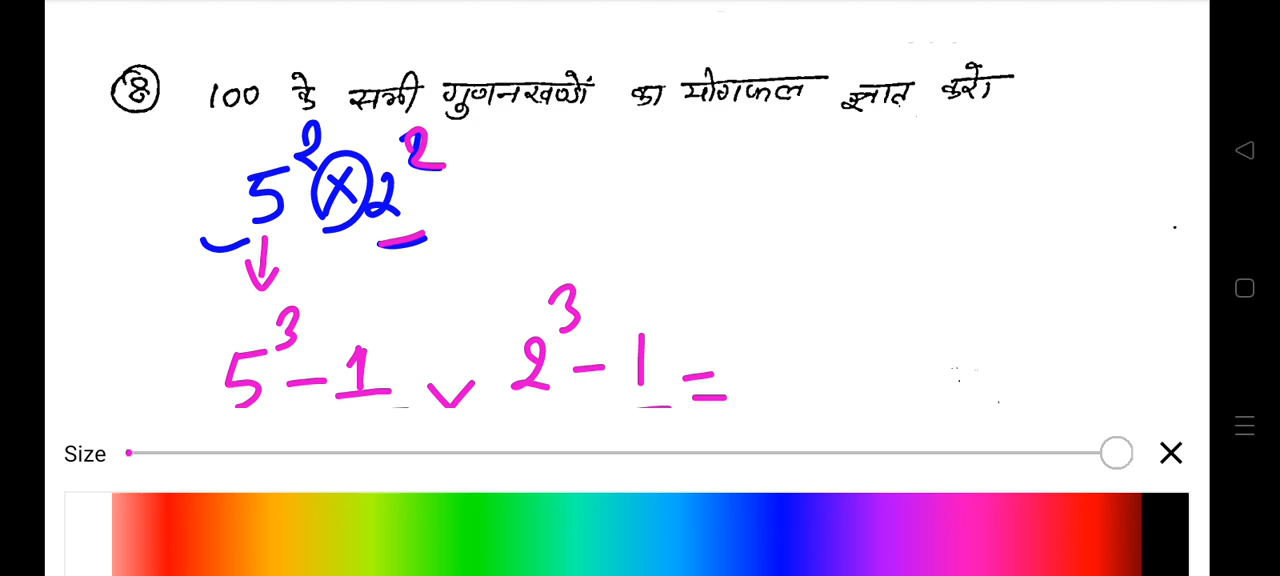 ⑧ 100 के सभी गुणनखण्डों का योगफल ज्ञात करो
5² × 2²
5³ - 1 × 2³ - 1 =
Size